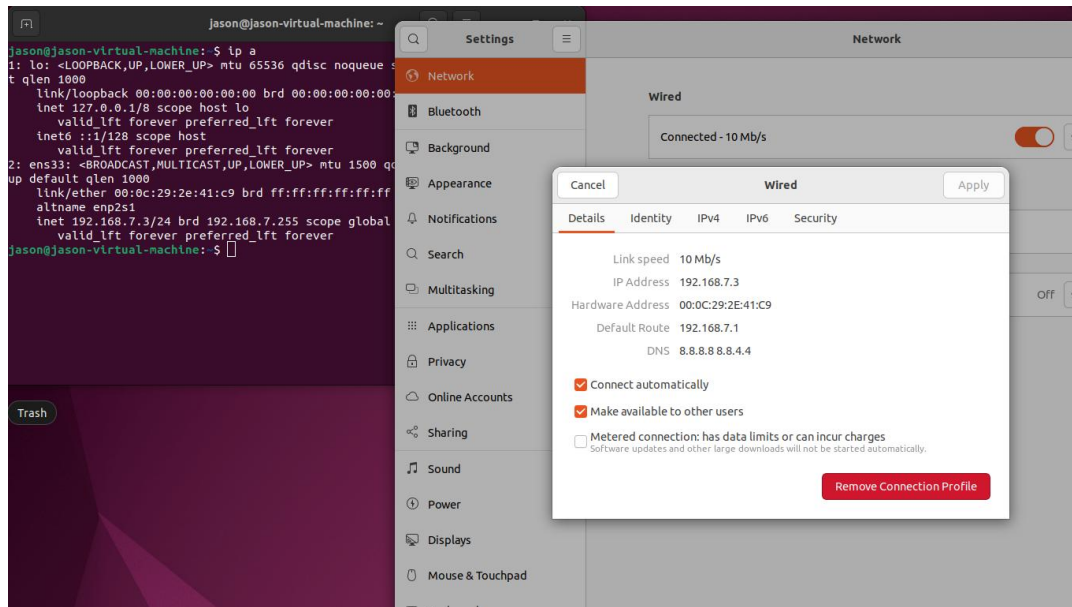 jason@jason-virtual-machine: ~
jason@jason-virtual-machine:~$ ip a
1: lo: <LOOPBACK,UP,LOWER_UP> mtu 65536 qdisc noqueue s
t qlen 1000
link/loopback 00:00:00:00:00:00 brd 00:00:00:00:00:
inet 127.0.0.1/8 scope host lo
valid_lft forever preferred_lft forever
inet6 ::1/128 scope host
valid_lft forever preferred_lft forever
2: ens33: <BROADCAST,MULTICAST,UP,LOWER_UP> mtu 1500 qd
up default qlen 1000
link/ether 00:0c:29:2e:41:c9 brd ff:ff:ff:ff:ff:ff
altname enp2s1
inet 192.168.7.3/24 brd 192.168.7.255 scope global
valid_lft forever preferred_lft forever
jason@jason-virtual-machine:~$
Trash
Settings
Network
Bluetooth
Background
Appearance
Notifications
Search
Multitasking
Applications
Privacy
Online Accounts
Sharing
Sound
Power
Displays
Mouse & Touchpad
Network
Wired
Connected - 10 Mb/s
Off
Cancel
Wired
Apply
Details
Identity
IPv4
IPv6
Security
Link speed 10 Mb/s
IP Address 192.168.7.3
Hardware Address 00:0C:29:2E:41:C9
Default Route 192.168.7.1
DNS 8.8.8.8 8.8.4.4
Connect automatically
Make available to other users
Metered connection: has data limits or can incur charges
Software updates and other large downloads will not be started automatically.
Remove Connection Profile